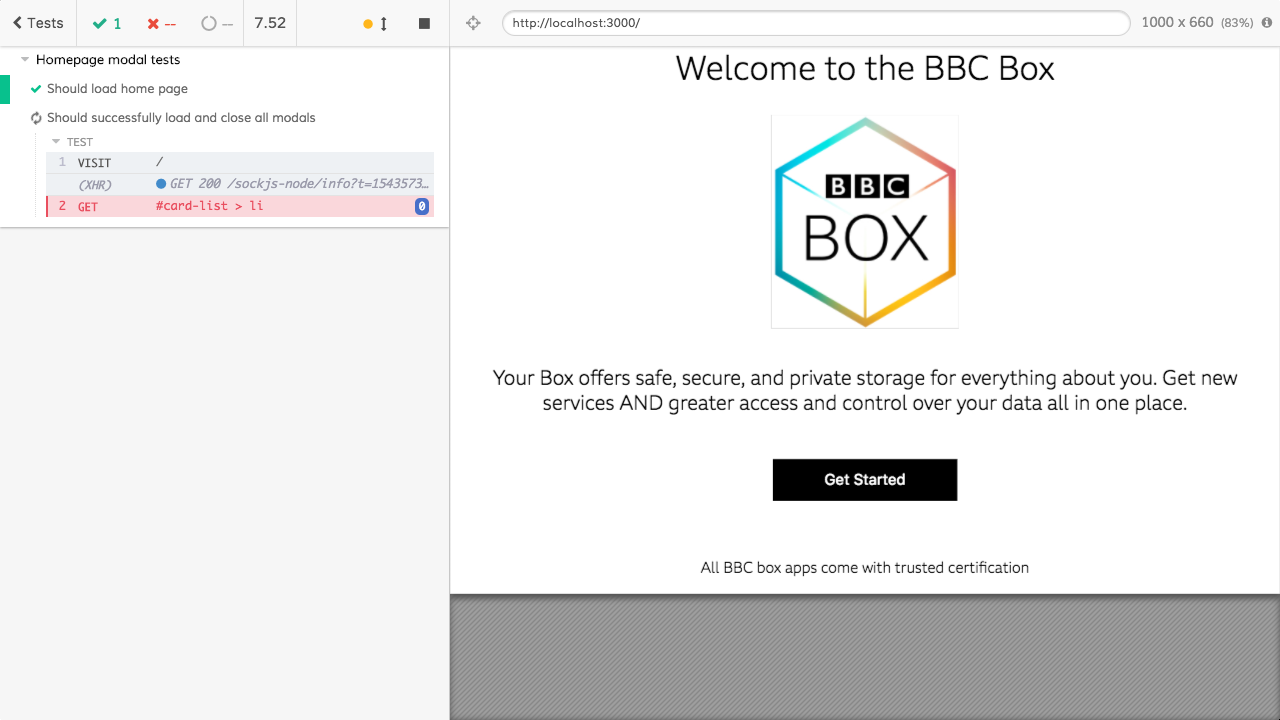 Tests 1 -- -- 7.52
http://localhost:3000/ 1000 x 660 (83%)
Homepage modal tests
Should load home page
Should successfully load and close all modals
TEST
1 VISIT /
(XHR) GET 200 /sockjs-node/info?t=1543573…
2 GET #card-list > li 0
Welcome to the BBC Box
BBC
BOX
Your Box offers safe, secure, and private storage for everything about you. Get new
services AND greater access and control over your data all in one place.
Get Started
All BBC box apps come with trusted certification